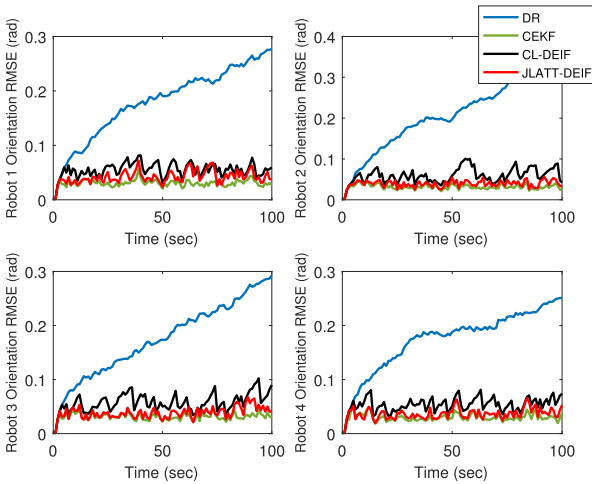 DR
CEKF
CL-DEIF
JLATT-DEIF
Robot 1 Orientation RMSE (rad)
0.3
0.2
0.1
0
0 50 100
Time (sec)
Robot 2 Orientation RMSE (rad)
0.4
0.3
0.2
0.1
0
0 50 100
Time (sec)
Robot 3 Orientation RMSE (rad)
0.3
0.2
0.1
0
0 50 100
Time (sec)
Robot 4 Orientation RMSE (rad)
0.3
0.2
0.1
0
0 50 100
Time (sec)